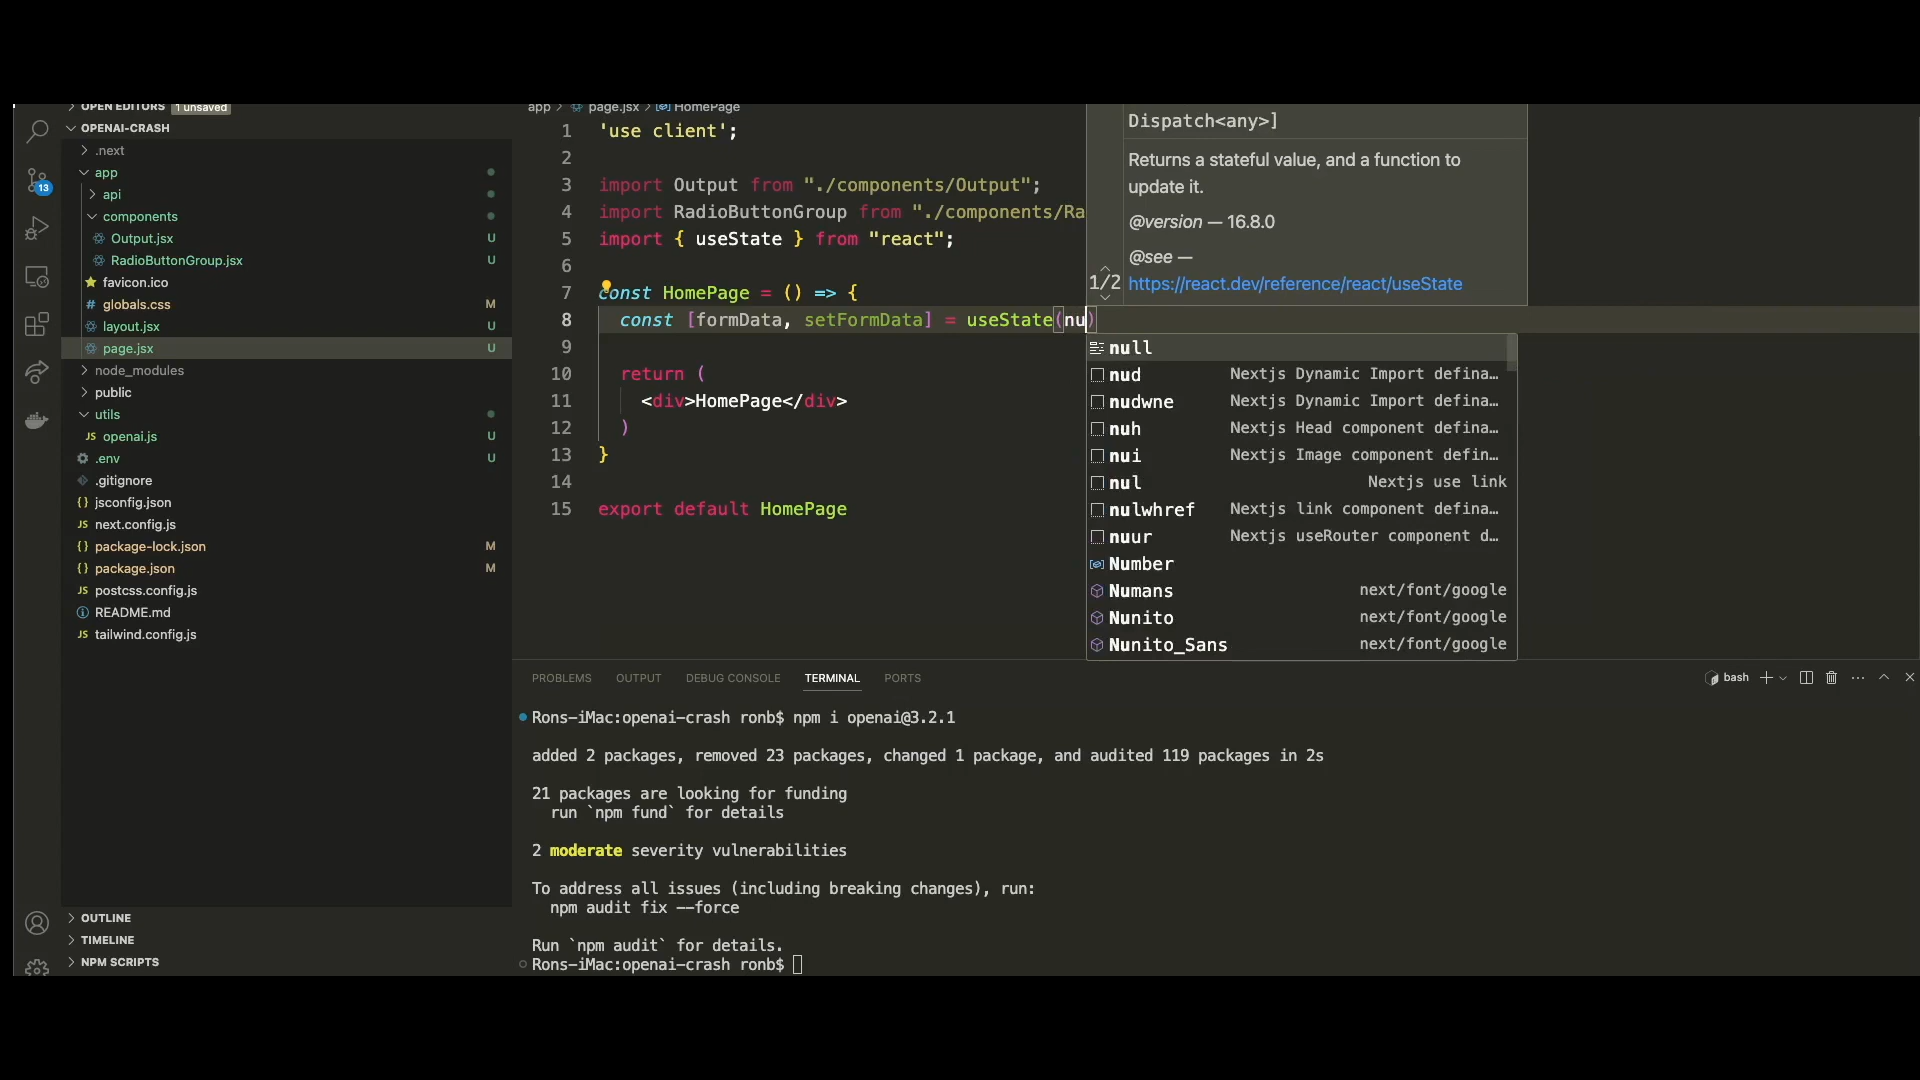 OPEN EDITORS 1 unsaved
OPENAI-CRASH
.next
app
api
components
Output.jsx U
RadioButtonGroup.jsx U
favicon.ico
# globals.css M
layout.jsx U
page.jsx U
node_modules
public
utils
JS openai.js U
.env U
.gitignore
{} jsconfig.json
JS next.config.js
{} package-lock.json M
{} package.json M
JS postcss.config.js
README.md
JS tailwind.config.js
OUTLINE
TIMELINE
NPM SCRIPTS
13
app > page.jsx > HomePage
1 'use client';
2
3 import Output from "./components/Output";
4 import RadioButtonGroup from "./components/Ra
5 import { useState } from "react";
6
7 const HomePage = () => {
8 const [formData, setFormData] = useState(nu)
9
10 return (
11 <div>HomePage</div>
12 )
13 }
14
15 export default HomePage
Dispatch<any>]
Returns a stateful value, and a function to
update it.
@version — 16.8.0
@see —
1/2 https://react.dev/reference/react/useState
null
nud Nextjs Dynamic Import defina…
nudwne Nextjs Dynamic Import defina…
nuh Nextjs Head component defina…
nui Nextjs Image component defin…
nul Nextjs use link
nulwhref Nextjs link component defina…
nuur Nextjs useRouter component d…
Number
Numans next/font/google
Nunito next/font/google
Nunito_Sans next/font/google
PROBLEMS OUTPUT DEBUG CONSOLE TERMINAL PORTS bash
Rons-iMac:openai-crash ronb$ npm i openai@3.2.1
added 2 packages, removed 23 packages, changed 1 package, and audited 119 packages in 2s
21 packages are looking for funding
run `npm fund` for details
2 moderate severity vulnerabilities
To address all issues (including breaking changes), run:
npm audit fix --force
Run `npm audit` for details.
Rons-iMac:openai-crash ronb$